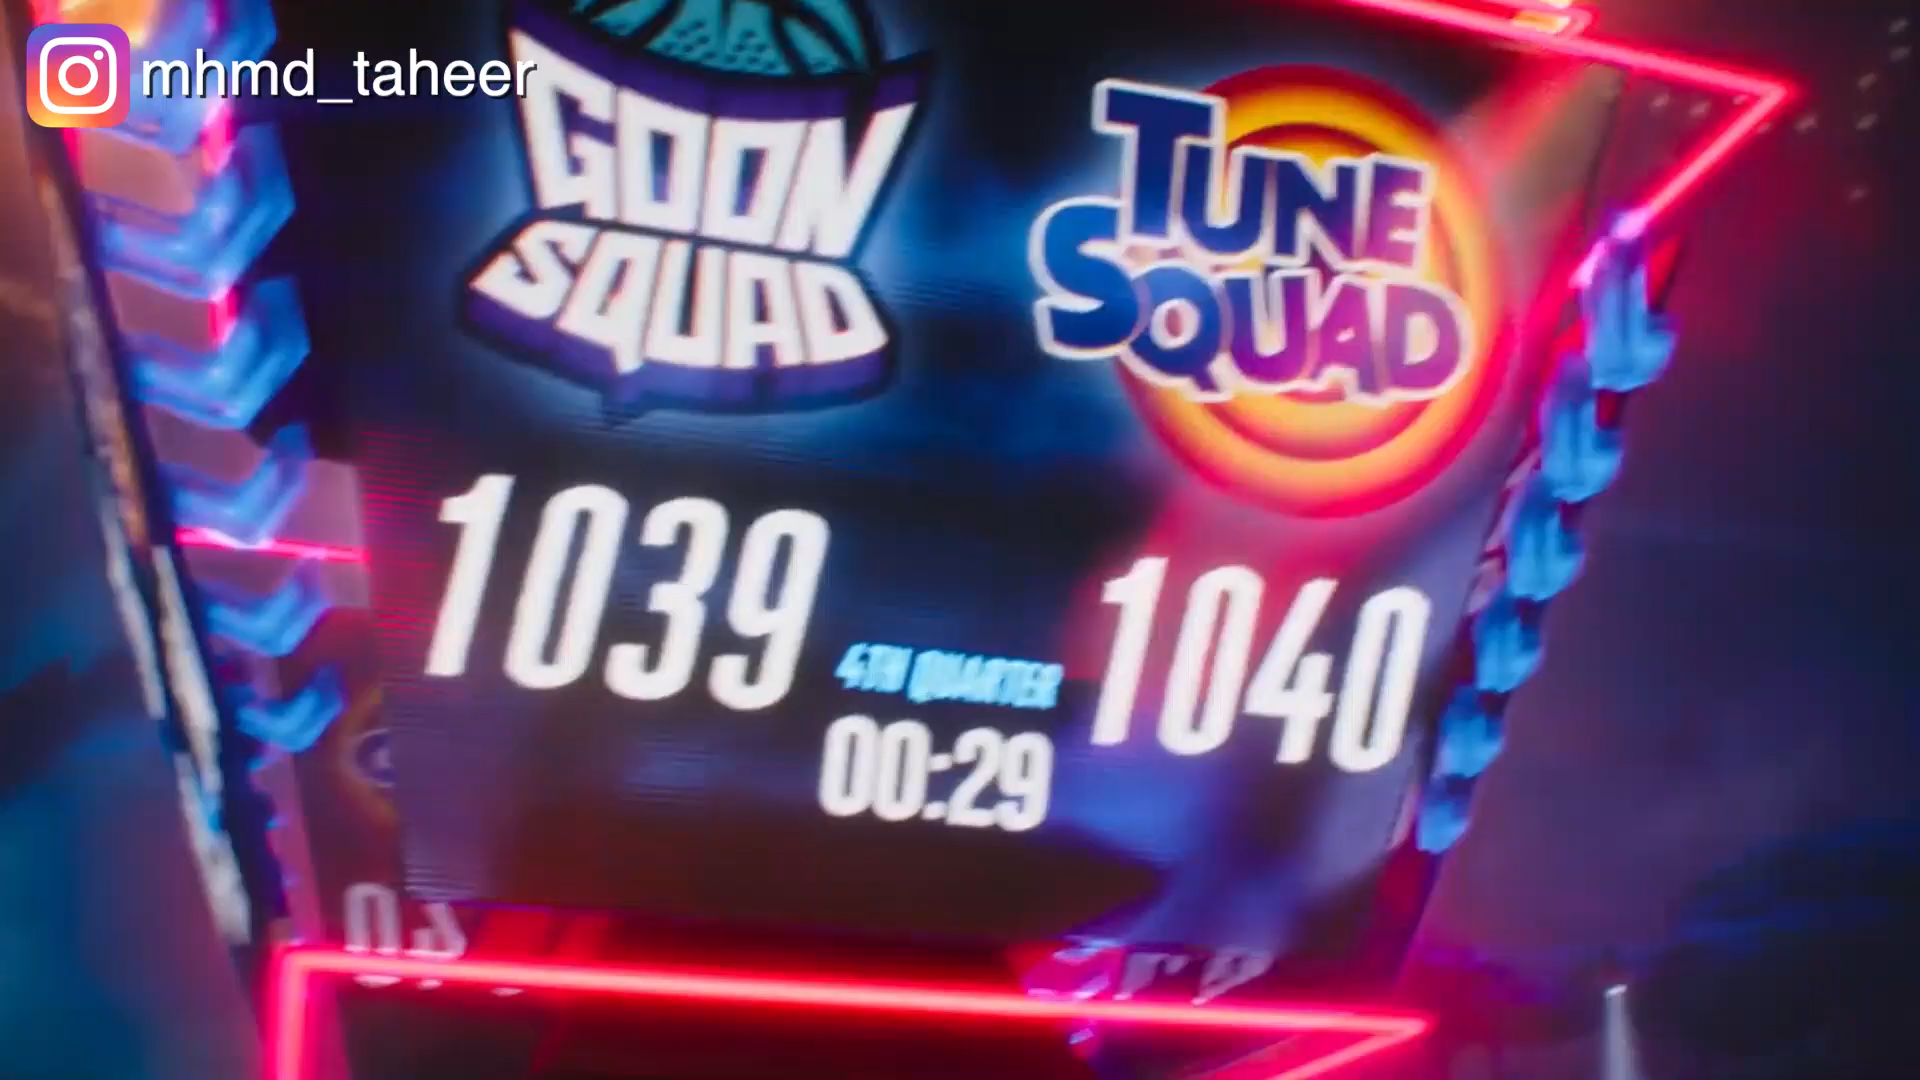 mhmd_taheer
GOON
SQUAD
TUNE
SQUAD
1039
4TH QUARTER
1040
00:29